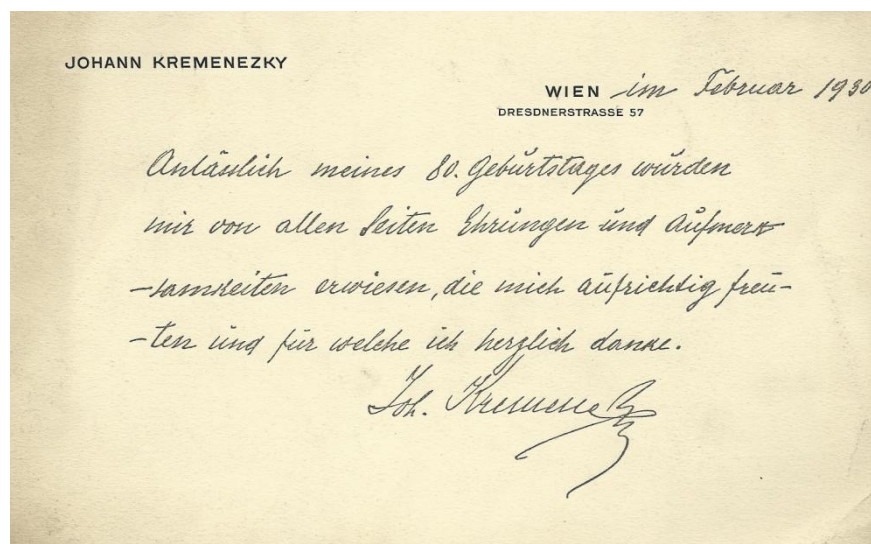 JOHANN KREMENEZKY
WIEN im Februar 1930
DRESDNERSTRASSE 57
Anlässlich meines 80. Geburtstages wurden
mir von allen Seiten Ehrungen und Aufmerk
-samkeiten erwiesen, die mich aufrichtig freu-
-ten und für welche ich herzlich danke.
Joh. Kremenezky